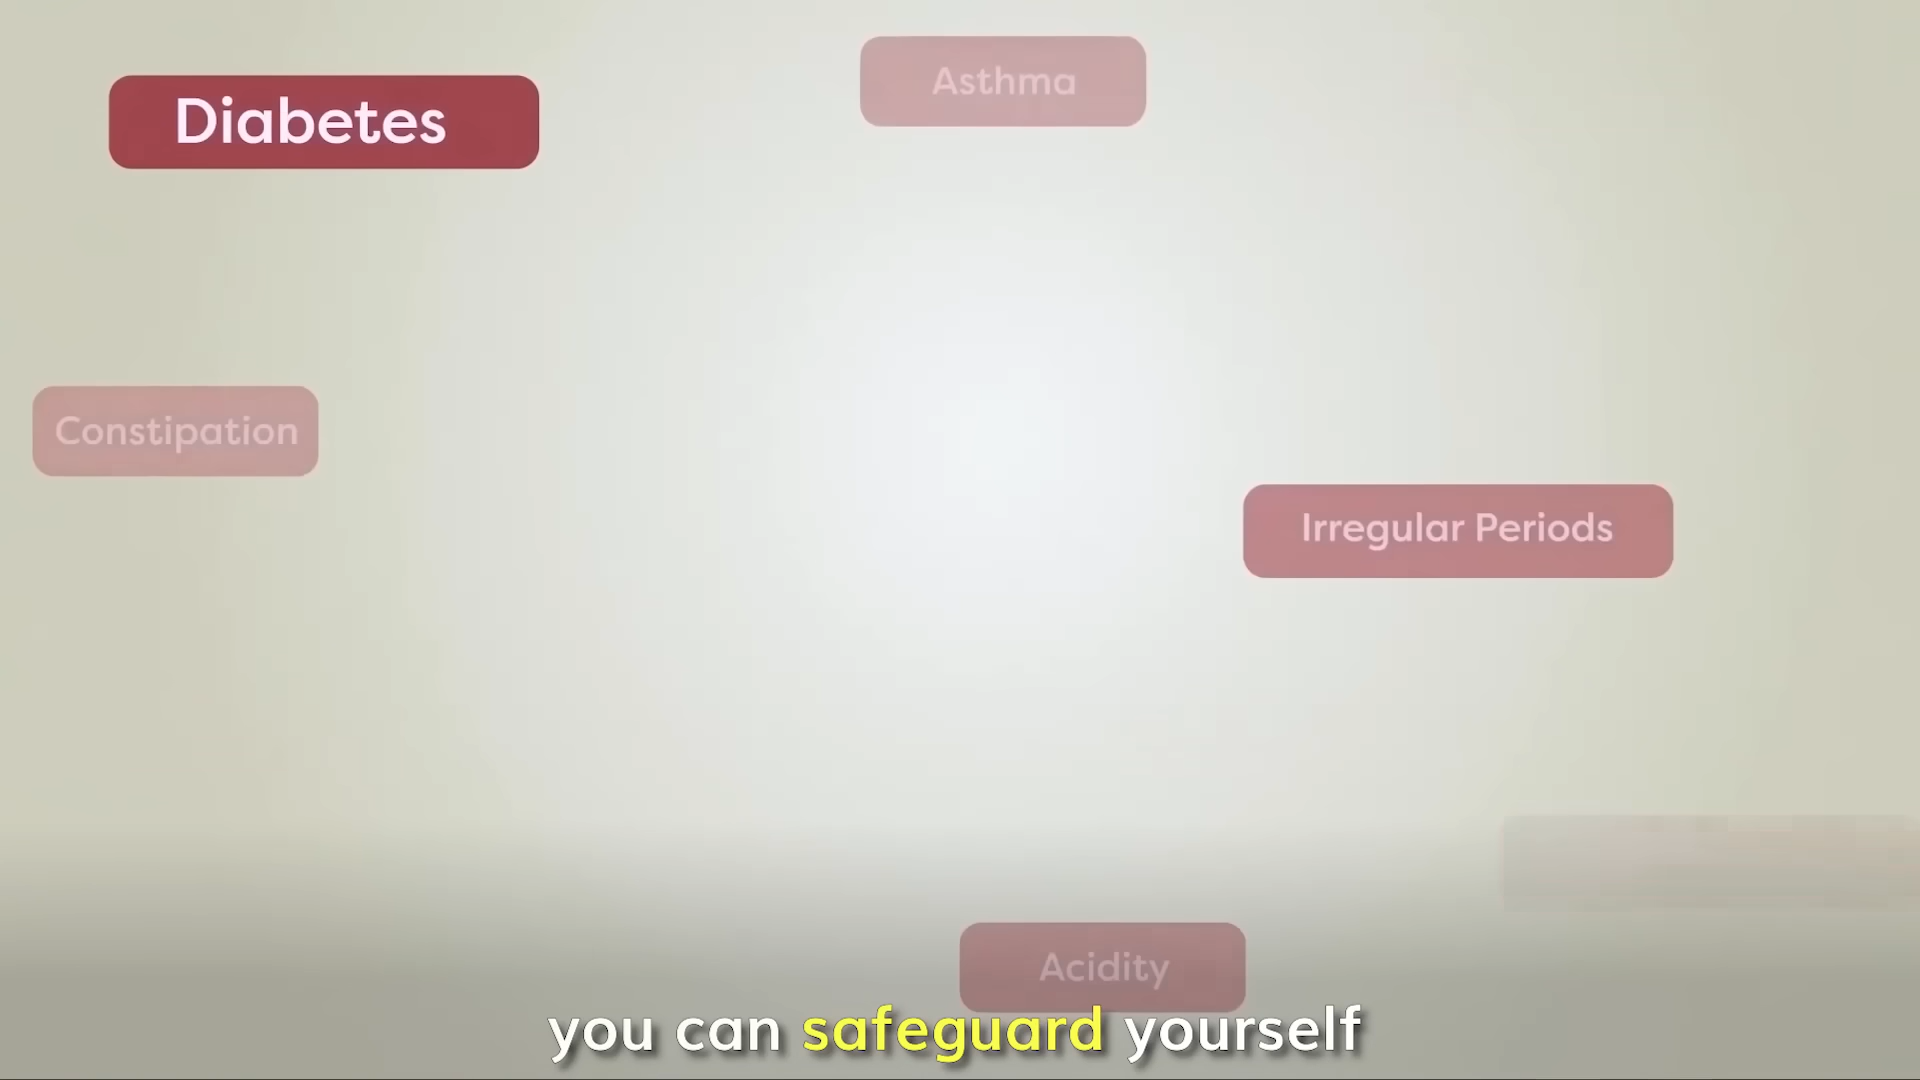 Asthma
Diabetes
Constipation
Irregular Periods
Acidity
you can safeguard yourself